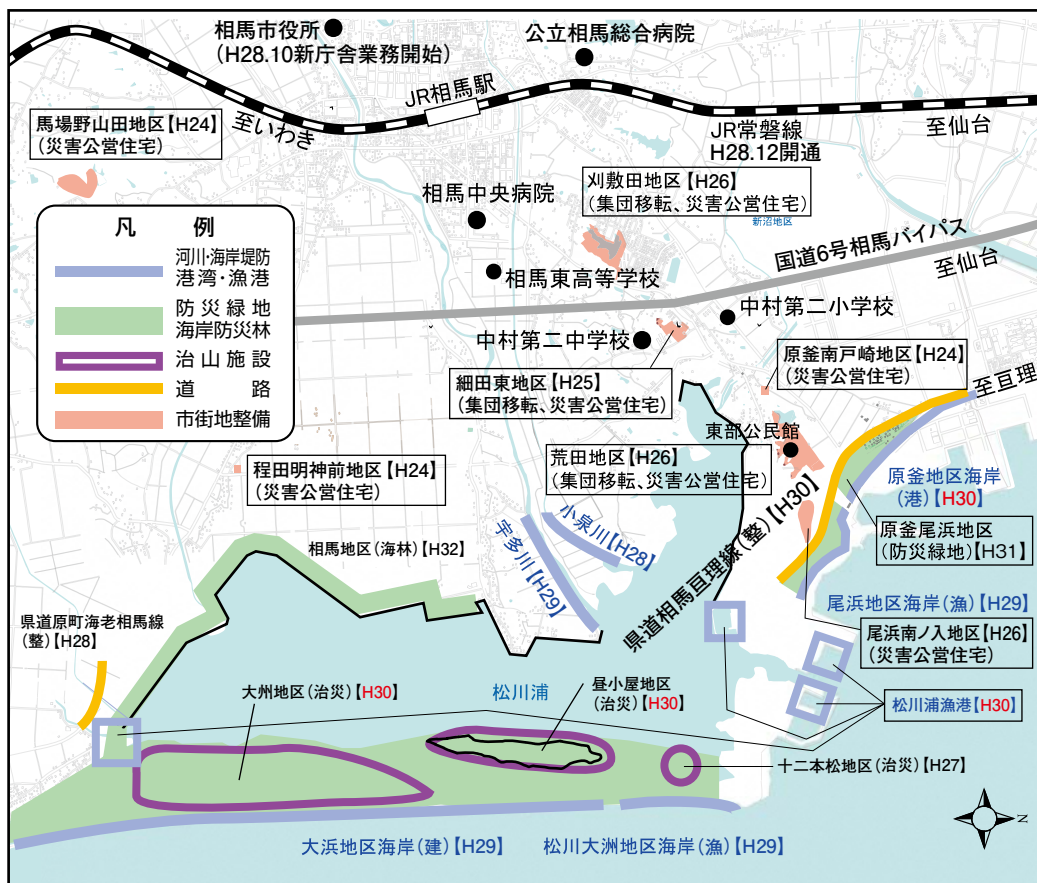 相馬市役所
(H28.10新庁舎業務開始)
公立相馬総合病院
JR相馬駅
至いわき
JR常磐線
H28.12開通
至仙台
馬場野山田地区【H24】
(災害公営住宅)
相馬中央病院
刈敷田地区【H26】
(集団移転、災害公営住宅)
新沼地区
国道6号相馬バイパス
至仙台
凡 例
河川・海岸堤防
港湾・漁港
防災緑地
海岸防災林
治山施設
道路
市街地整備
相馬東高等学校
中村第二小学校
中村第二中学校
原釜南戸崎地区【H24】
(災害公営住宅)
至亘理
細田東地区【H25】
(集団移転、災害公営住宅)
東部公民館
程田明神前地区【H24】
(災害公営住宅)
荒田地区【H26】
(集団移転、災害公営住宅)
原釜地区海岸
(港)【H30】
原釜尾浜地区
(防災緑地)【H31】
相馬地区(海林)【H32】
宇多川【H29】
小泉川【H28】
県道相馬亘理線(整)【H30】
尾浜地区海岸(漁)【H29】
尾浜南ノ入地区【H26】
(災害公営住宅)
県道原町海老相馬線
(整)【H28】
大州地区(治災)【H30】
松川浦
昼小屋地区
(治災)【H30】
松川浦漁港【H30】
十二本松地区(治災)【H27】
大浜地区海岸(建)【H29】
松川大洲地区海岸(漁)【H29】
N